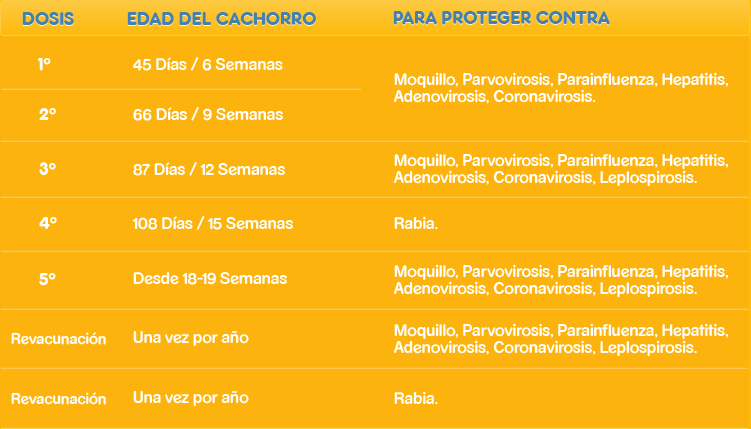 DOSIS EDAD DEL CACHORRO PARA PROTEGER CONTRA
1º 45 Días / 6 Semanas
Moquillo, Parvovirosis, Parainfluenza, Hepatitis,
Adenovirosis, Coronavirosis.
2º 66 Días / 9 Semanas
3º 87 Días / 12 Semanas
Moquillo, Parvovirosis, Parainfluenza, Hepatitis,
Adenovirosis, Coronavirosis, Leplospirosis.
4º 108 Días / 15 Semanas Rabia.
5º Desde 18-19 Semanas
Moquillo, Parvovirosis, Parainfluenza, Hepatitis,
Adenovirosis, Coronavirosis, Leplospirosis.
Revacunación Una vez por año
Moquillo, Parvovirosis, Parainfluenza, Hepatitis,
Adenovirosis, Coronavirosis, Leplospirosis.
Revacunación Una vez por año Rabia.